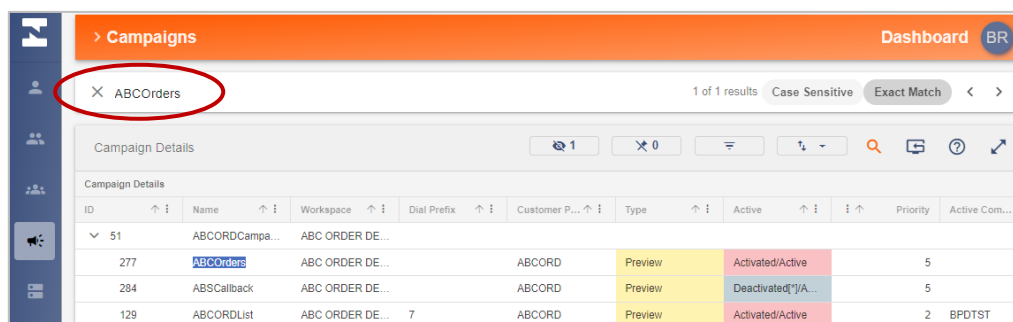 > Campaigns Dashboard BR
ABCOrders 1 of 1 results Case Sensitive Exact Match
Campaign Details 1 0
Campaign Details
ID Name Workspace Dial Prefix Customer P... Type Active Priority Active Com...
51 ABCORDCampa... ABC ORDER DE...
277 ABCOrders ABC ORDER DE... ABCORD Preview Activated/Active 5
284 ABSCallback ABC ORDER DE... ABCORD Preview Deactivated[*]/A... 5
129 ABCORDList ABC ORDER DE... 7 ABCORD Preview Activated/Active 2 BPDTST